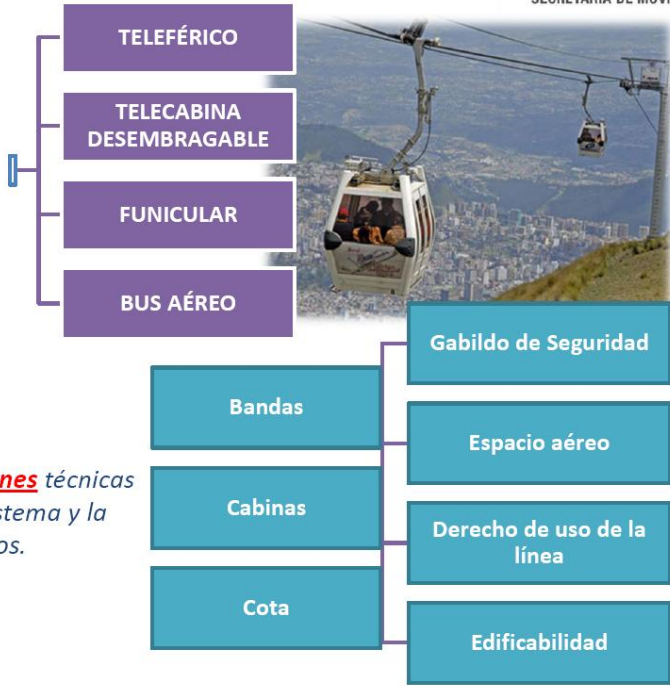 SECRETARÍA DE MOVI
TELEFÉRICO
TELECABINA
DESEMBRAGABLE
FUNICULAR
BUS AÉREO
Gabildo de Seguridad
Bandas
Espacio aéreo
nes técnicas
stema y la
os.
Cabinas
Derecho de uso de la
línea
Cota
Edificabilidad